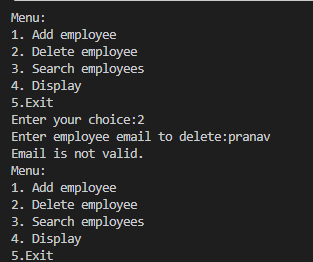 Menu:
1. Add employee
2. Delete employee
3. Search employees
4. Display
5.Exit
Enter your choice:2
Enter employee email to delete:pranav
Email is not valid.
Menu:
1. Add employee
2. Delete employee
3. Search employees
4. Display
5.Exit